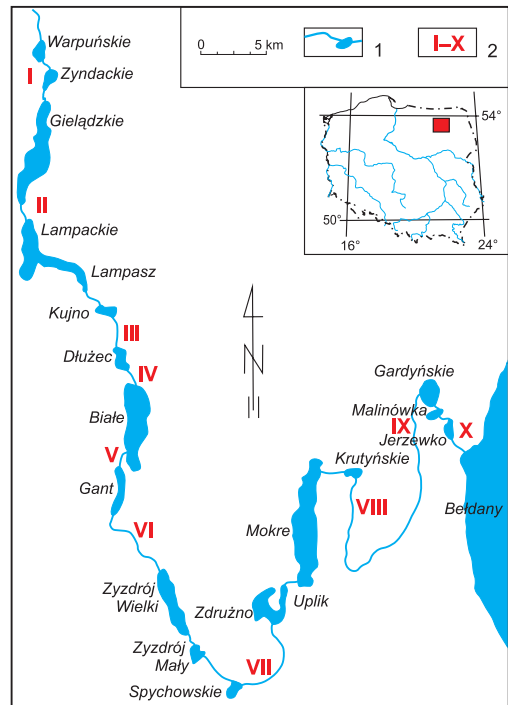 0 5 km
1
I–X 2
54°
50°
16° 24°
Warpuńskie
I
Zyndackie
Gielądzkie
II
Lampackie
Lampasz
Kujno
III
Dłużec
IV
Białe
V
Gant
VI
N
Gardyńskie
Malinówka
IX
X
Jerzewko
Krutyńskie
VIII
Bełdany
Mokre
Zyzdrój
Wielki
Zdrużno
Uplik
Zyzdrój
Mały
VII
Spychowskie